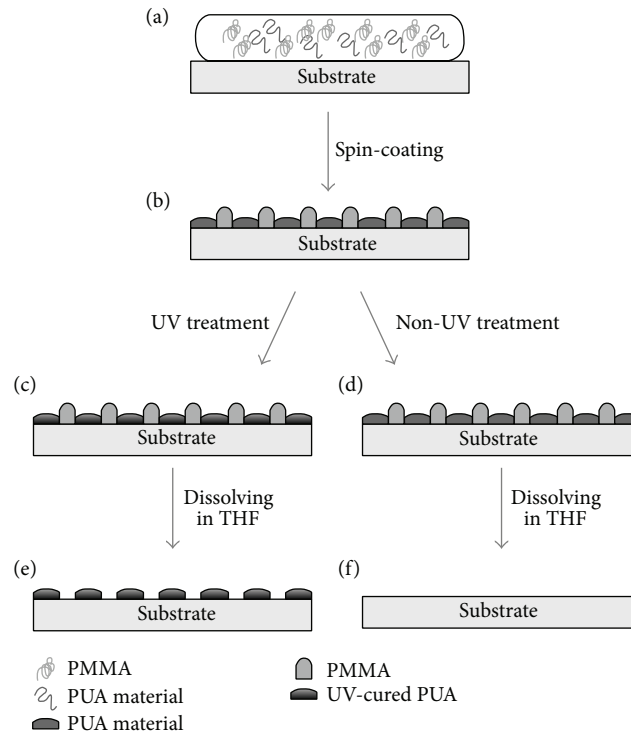 (a)
Substrate
Spin-coating
(b)
Substrate
UV treatment
Non-UV treatment
(c)
(d)
Substrate
Substrate
Dissolving
in THF
Dissolving
in THF
(e)
(f)
Substrate
Substrate
PMMA
PUA material
PUA material
PMMA
UV-cured PUA